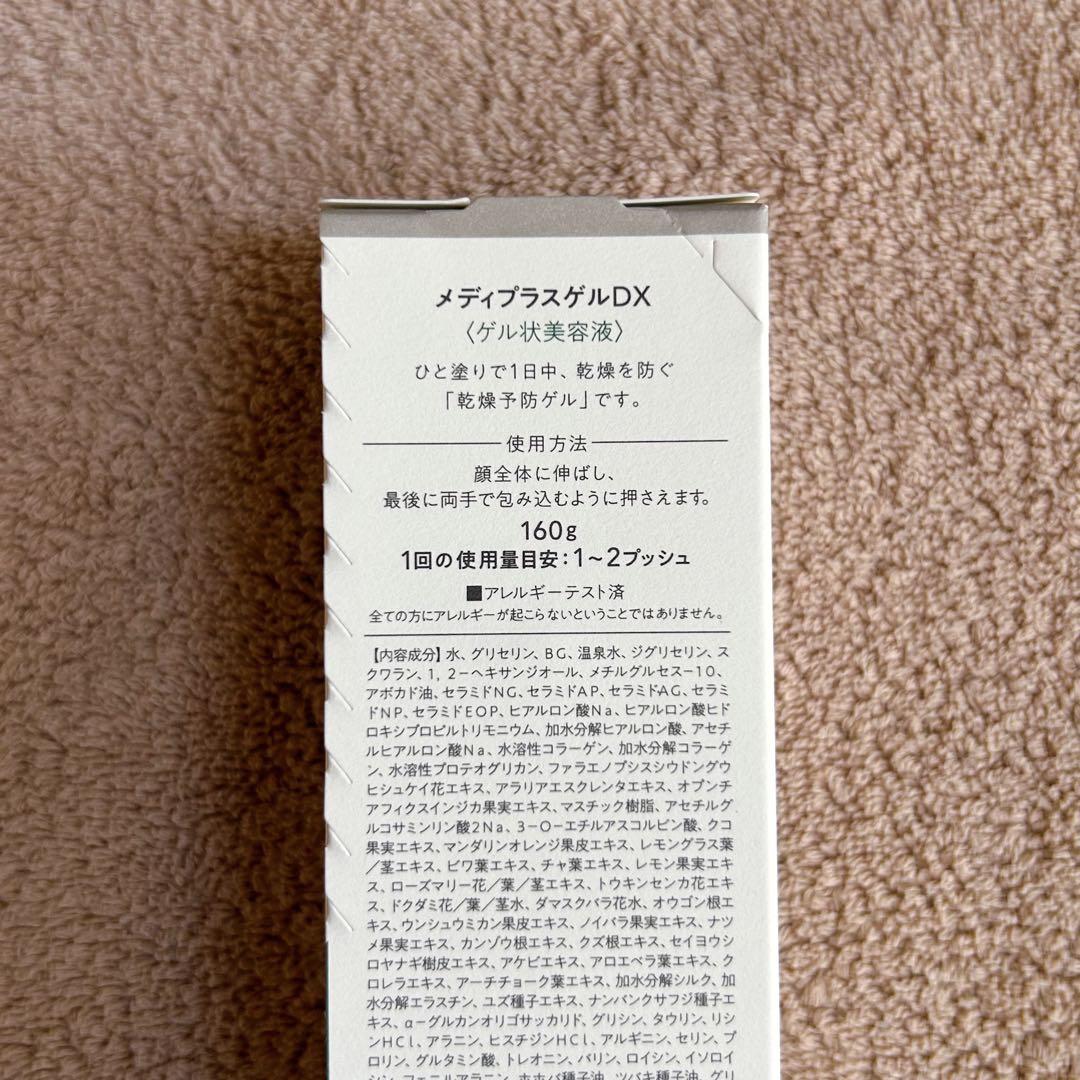 メディプラスゲルDX
〈ゲル状美容液〉
ひと塗りで1日中、乾燥を防ぐ
「乾燥予防ゲル」です。
使用方法
顔全体に伸ばし、
最後に両手で包み込むように押さえます。
160g
1回の使用量目安：1～2プッシュ
■アレルギーテスト済
全ての方にアレルギーが起こらないということではありません。
【内容成分】水、グリセリン、BG、温泉水、ジグリセリン、ス
クワラン、1,2－ヘキサンジオール、メチルグルセス－10、
アボカド油、セラミドNG、セラミドAP、セラミドAG、セラミ
ドNP、セラミドEOP、ヒアルロン酸Na、ヒアルロン酸ヒド
ロキシプロピルトリモニウム、加水分解ヒアルロン酸、アセチ
ルヒアルロン酸Na、水溶性コラーゲン、加水分解コラーゲ
ン、水溶性プロテオグリカン、ファラエノプシスシウドングウ
ヒシュケイ花エキス、アラリアエスクレンタエキス、オプンチ
アフィクスインジカ果実エキス、マスチック樹脂、アセチルグ
ルコサミンリン酸2Na、3－O－エチルアスコルビン酸、クコ
果実エキス、マンダリンオレンジ果皮エキス、レモングラス葉
／茎エキス、ビワ葉エキス、チャ葉エキス、レモン果実エキ
ス、ローズマリー花／葉／茎エキス、トウキンセンカ花エキ
ス、ドクダミ花／葉／茎水、ダマスクバラ花水、オウゴン根エ
キス、ウンシュウミカン果皮エキス、ノイバラ果実エキス、ナツ
メ果実エキス、カンゾウ根エキス、クズ根エキス、セイヨウシ
ロヤナギ樹皮エキス、アケビエキス、アロエベラ葉エキス、ク
ロレラエキス、アーチチョーク葉エキス、加水分解シルク、加
水分解エラスチン、ユズ種子エキス、ナンバンクサフジ種子エ
キス、α－グルカンオリゴサッカリド、グリシン、タウリン、リシ
ンHCl、アラニン、ヒスチジンHCl、アルギニン、セリン、プ
ロリン、グルタミン酸、トレオニン、バリン、ロイシン、イソロイ
シン、フェニルアラニン、ホホバ種子油、ツバキ種子油、グリ